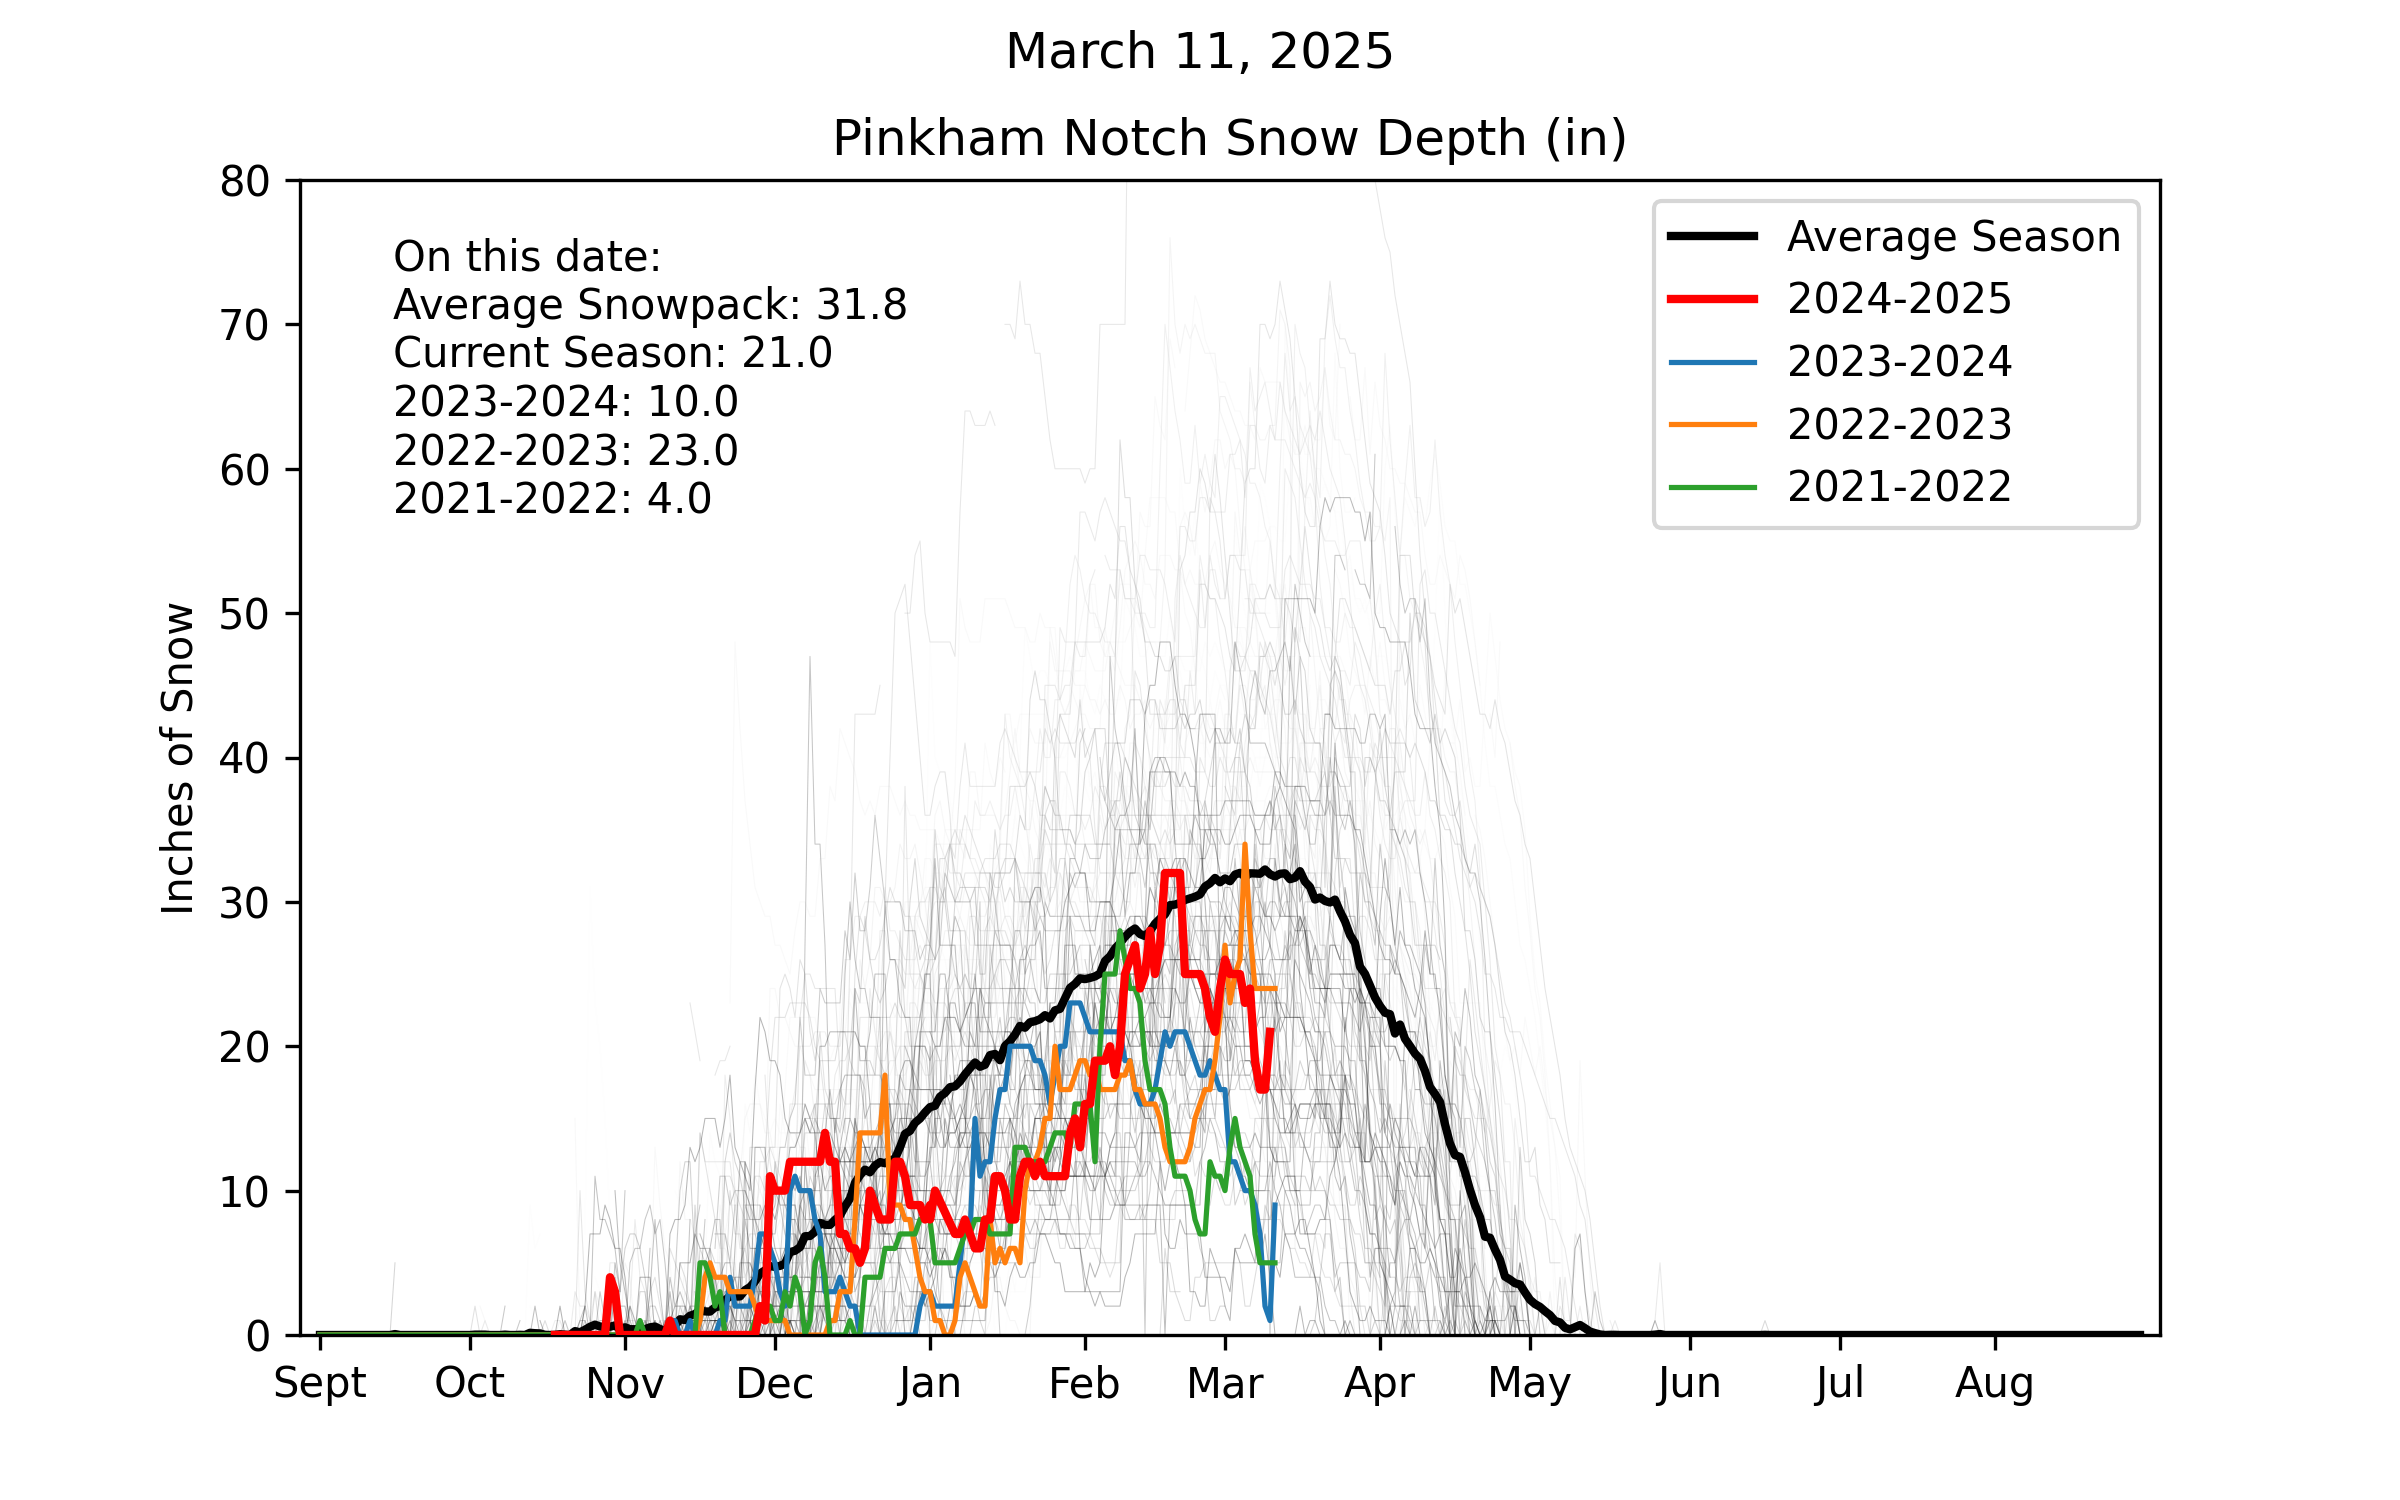 March 11, 2025
Pinkham Notch Snow Depth (in)
80
70
60
50
40
30
20
10
0
Inches of Snow
On this date:
Average Snowpack: 31.8
Current Season: 21.0
2023-2024: 10.0
2022-2023: 23.0
2021-2022: 4.0
Average Season
2024-2025
2023-2024
2022-2023
2021-2022
Sept Oct Nov Dec Jan Feb Mar Apr May Jun Jul Aug